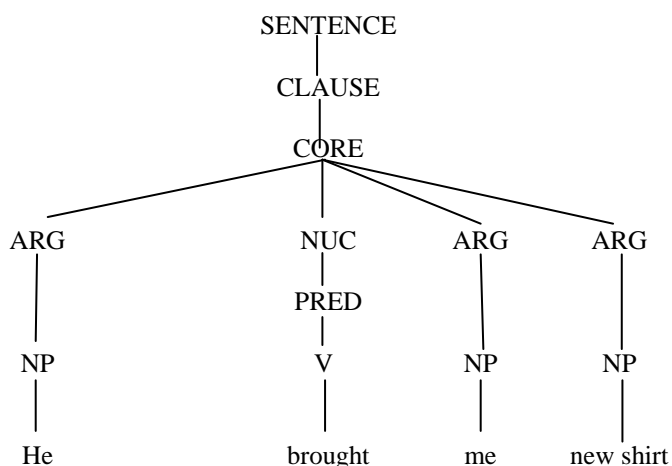 SENTENCE
CLAUSE
CORE
ARG NUC ARG ARG
PRED
NP V NP NP
He brought me new shirt